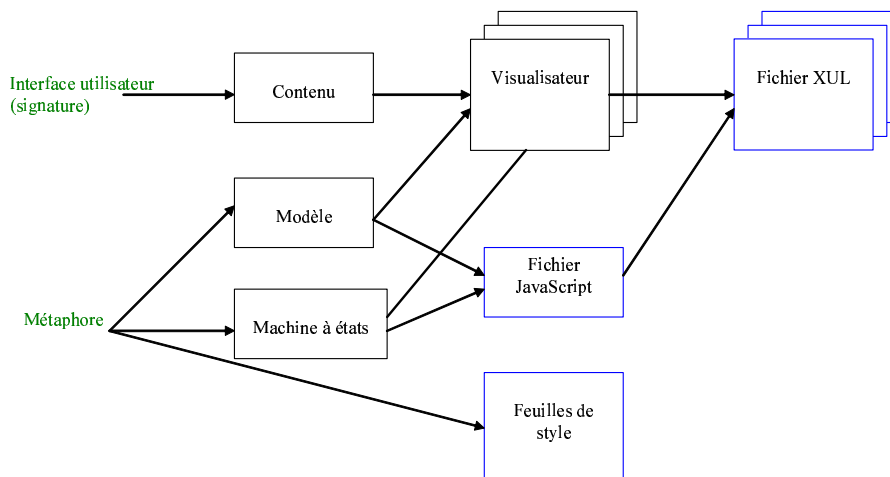 Interface utilisateur
(signature)
Contenu
Visualisateur
Fichier XUL
Modèle
Fichier
JavaScript
Métaphore
Machine à états
Feuilles de
style